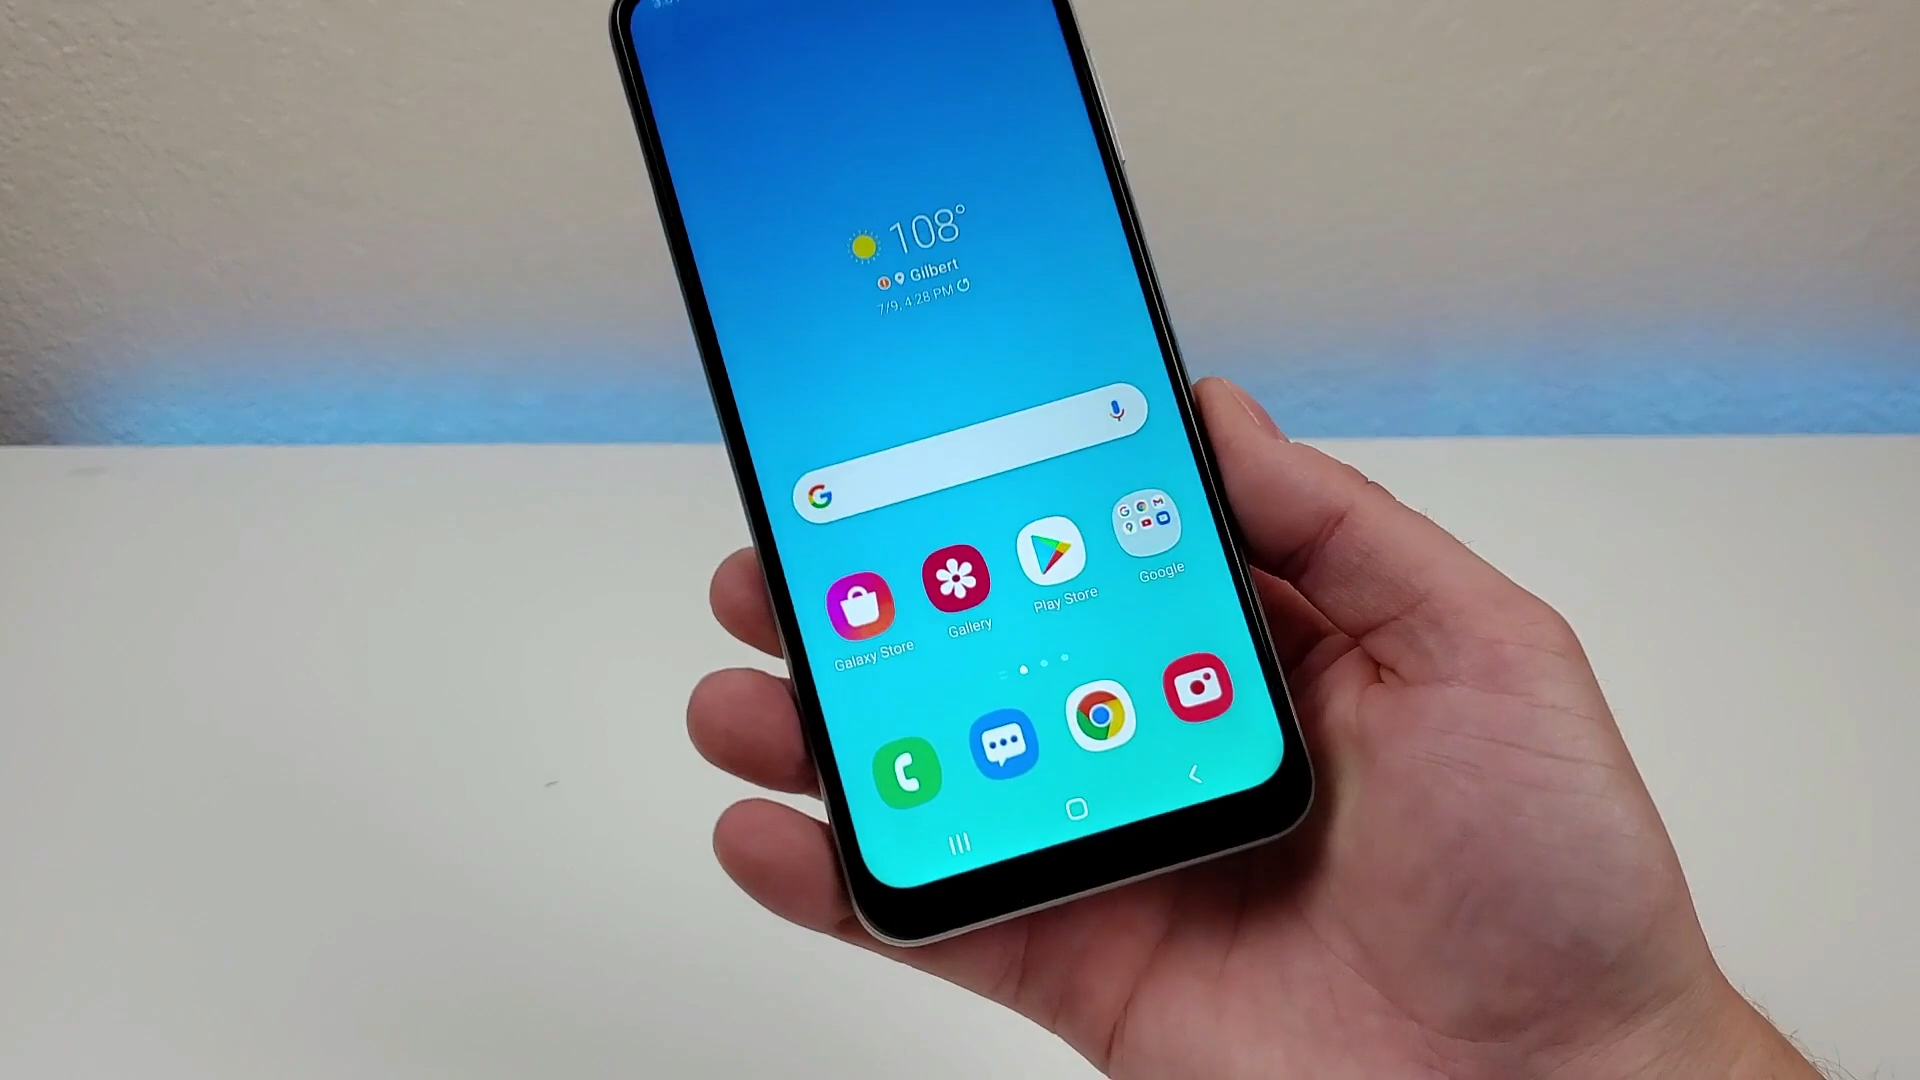 108°
Gilbert
7/9, 4:28 PM
Galaxy Store
Gallery
Play Store
Google